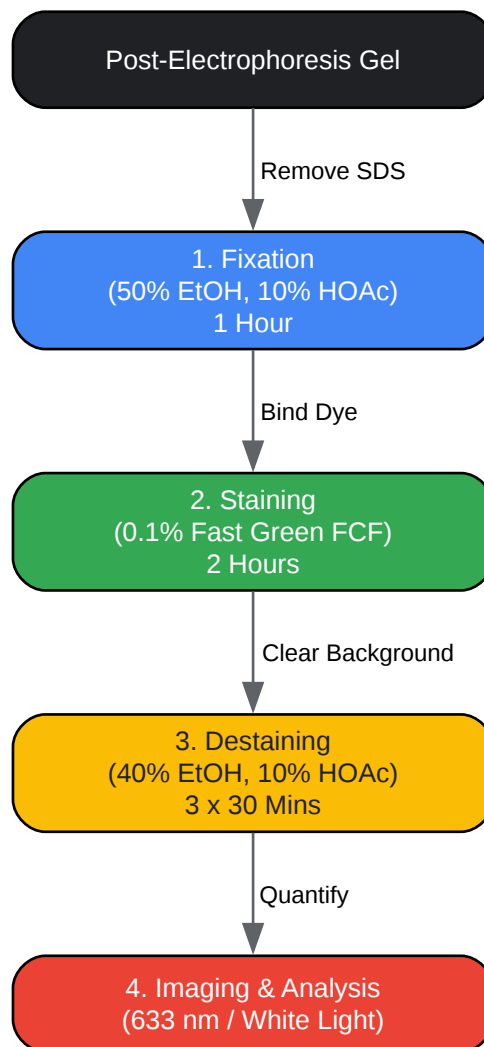 Post-Electrophoresis Gel
Remove SDS
1. Fixation
(50% EtOH, 10% HOAc)
1 Hour
Bind Dye
2. Staining
(0.1% Fast Green FCF)
2 Hours
Clear Background
3. Destaining
(40% EtOH, 10% HOAc)
3 x 30 Mins
Quantify
4. Imaging & Analysis
(633 nm / White Light)